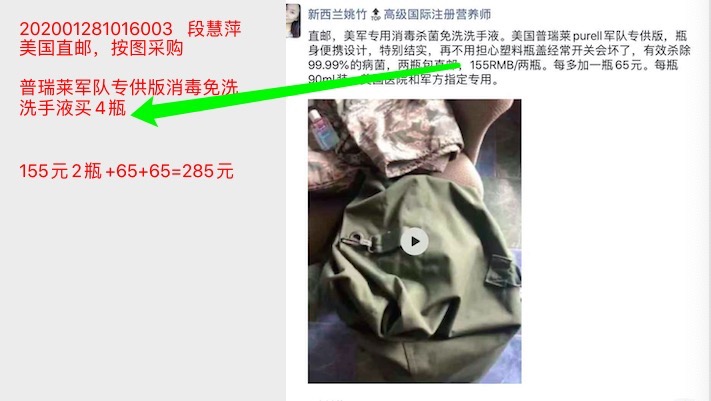 202001281016003 段慧萍
美国直邮，按图采购
普瑞莱军队专供版消毒免洗
洗手液买4瓶
155元2瓶+65+65=285元
新西兰姚竹 🔝 高级国际注册营养师
直邮，美军专用消毒杀菌免洗洗手液。美国普瑞莱purell军队专供版，瓶
身便携设计，特别结实，再不用担心塑料瓶盖经常开关会坏了，有效杀除
99.99%的病菌，两瓶包直邮，155RMB/两瓶。每多加一瓶65元。每瓶
90ml装，美国医院和军方指定专用。